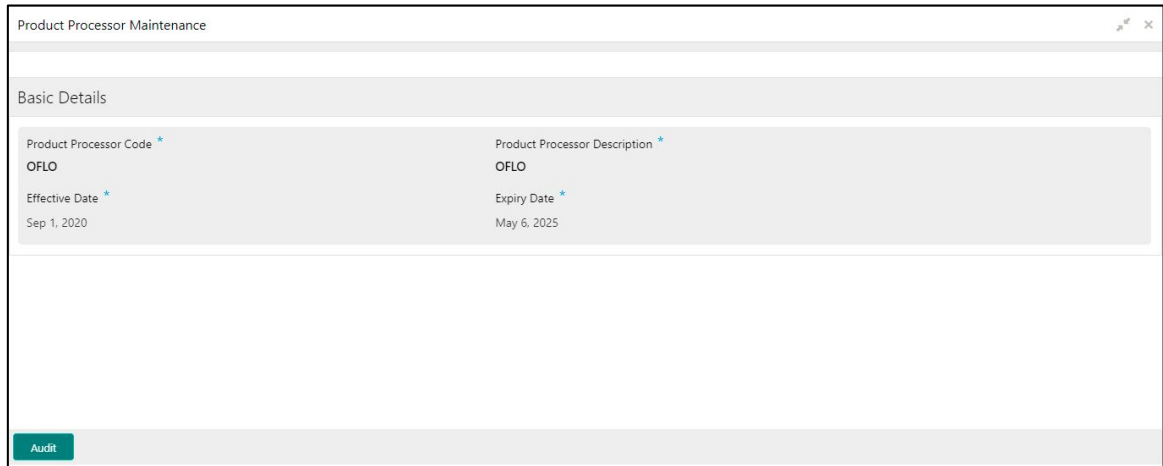 Product Processor Maintenance
Basic Details
Product Processor Code * Product Processor Description *
OFLO OFLO
Effective Date * Expiry Date *
Sep 1, 2020 May 6, 2025
Audit